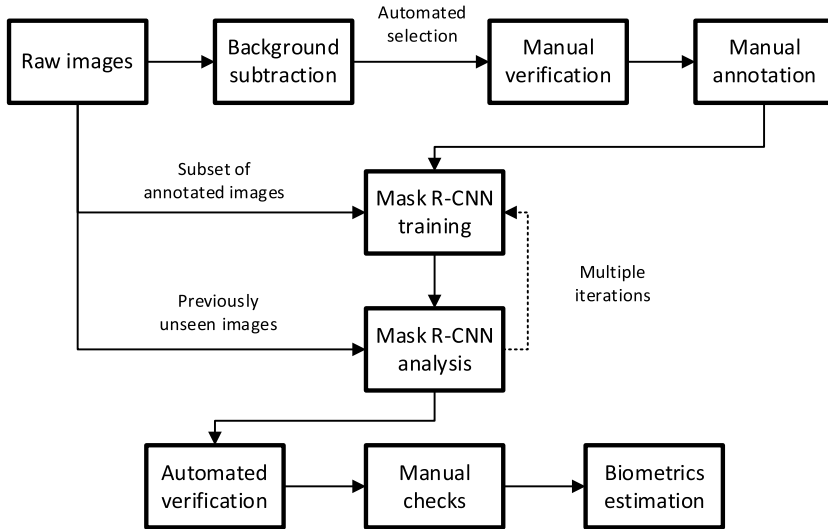 Raw images
Background
subtraction
Automated
selection
Manual
verification
Manual
annotation
Subset of
annotated images
Mask R-CNN
training
Multiple
iterations
Previously
unseen images
Mask R-CNN
analysis
Automated
verification
Manual
checks
Biometrics
estimation